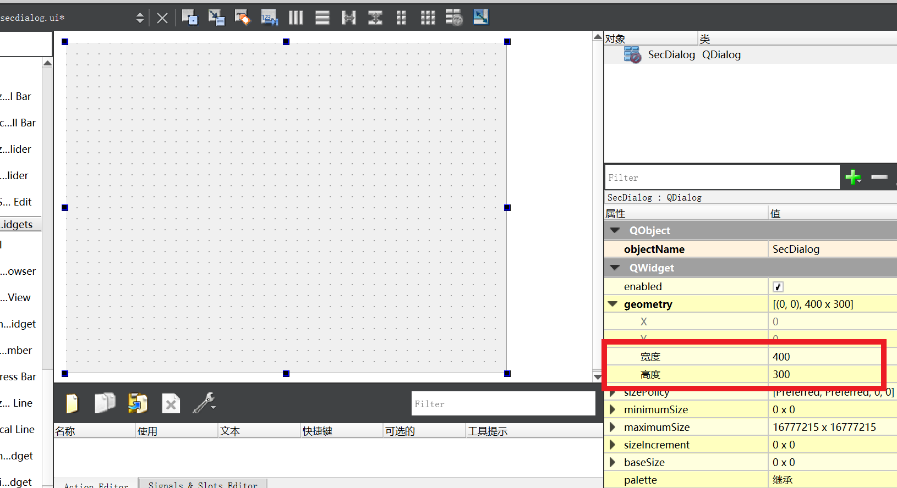 secdialog.ui*
z...l Bar
c...ll Bar
z...lider
...lider
S... Edit
...idgets
...owser
...View
n...idget
...mber
ress Bar
z... Line
cal Line
n...dget
i...dget
对象 类
SecDialog QDialog
Filter
SecDialog : QDialog
属性 值
QObject
objectName SecDialog
QWidget
enabled
geometry [(0, 0), 400 x 300]
X 0
Y 0
宽度 400
高度 300
sizePolicy [Preferred, Preferred, 0, 0]
minimumSize 0 x 0
maximumSize 16777215 x 16777215
sizeIncrement 0 x 0
baseSize 0 x 0
palette 继承
Filter
名称 使用 文本 快捷键 可选的 工具提示
Action Editor Signals & Slots Editor